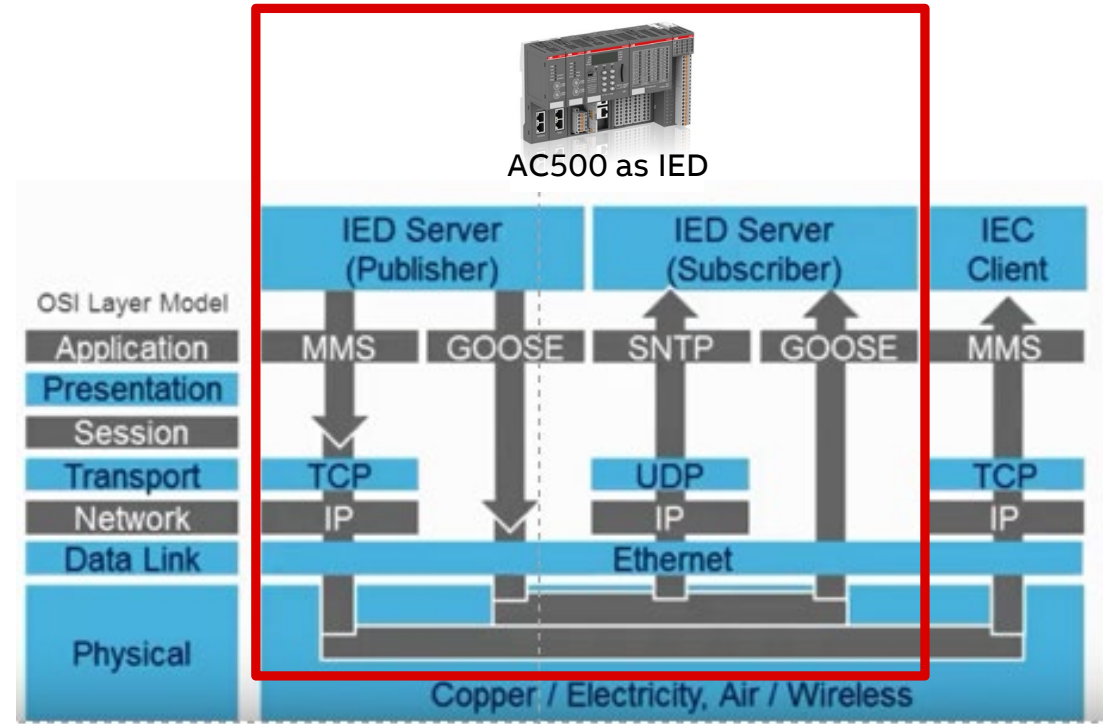 AC500 as IED
IED Server
(Publisher)
IED Server
(Subscriber)
IEC
Client
OSI Layer Model
Application
MMS
GOOSE
SNTP
GOOSE
MMS
Presentation
Session
Transport
TCP
UDP
TCP
Network
IP
IP
IP
Data Link
Ethernet
Physical
Copper / Electricity, Air / Wireless